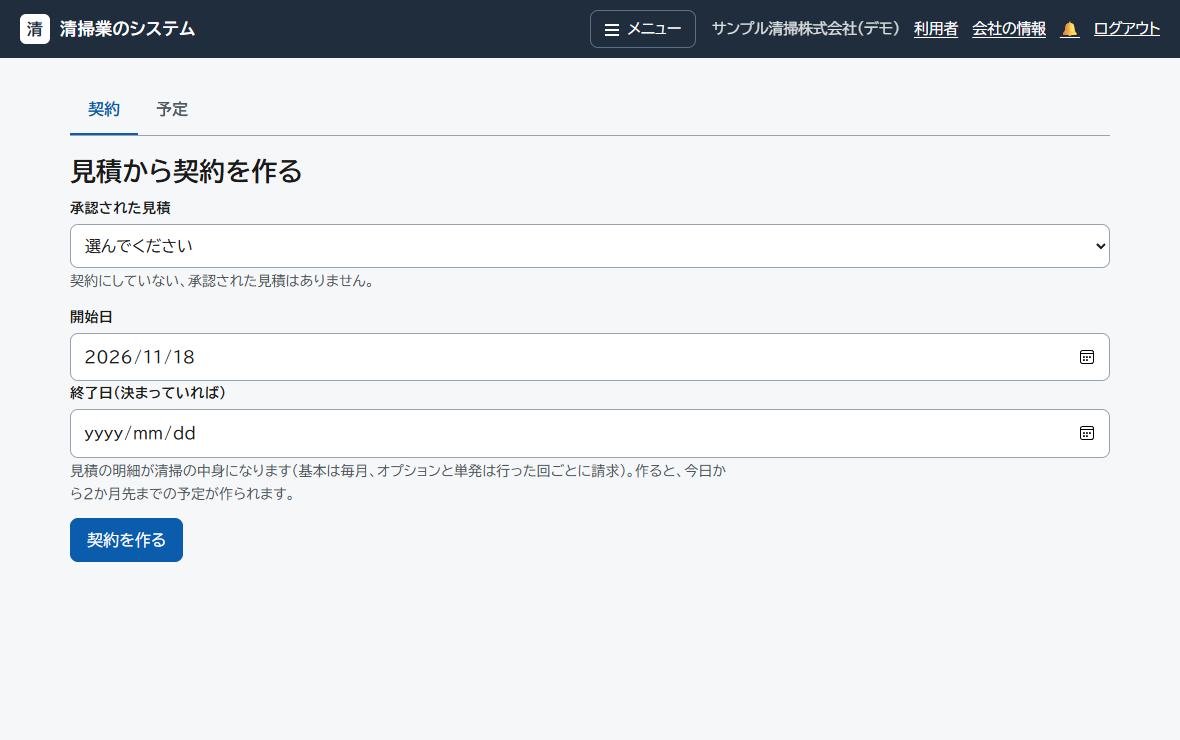 清 清掃業のシステム メニュー サンプル清掃株式会社(デモ) 利用者 会社の情報 ログアウト
契約 予定
見積から契約を作る
承認された見積
選んでください
契約にしていない、承認された見積はありません。
開始日
2026/11/18
終了日(決まっていれば)
yyyy/mm/dd
見積の明細が清掃の中身になります(基本は毎月、オプションと単発は行った回ごとに請求)。作ると、今日か
ら2か月先までの予定が作られます。
契約を作る